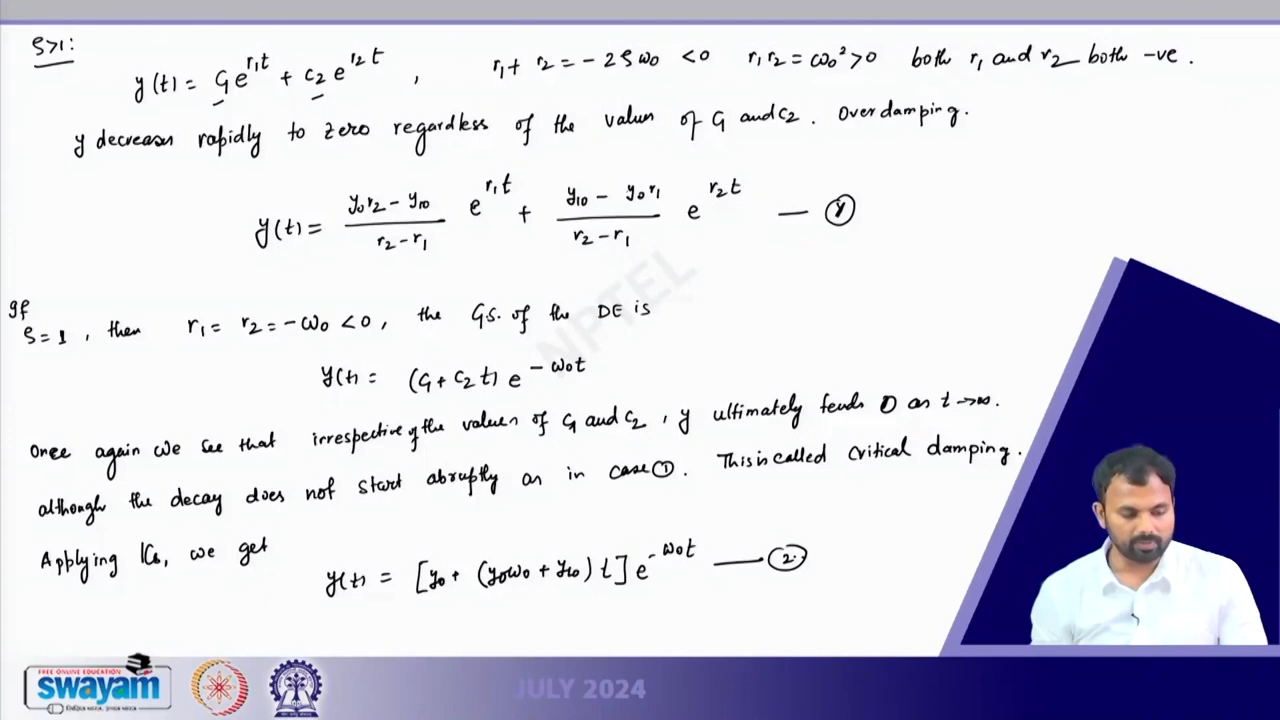 ξ>1:
y(t) = C₁e^{r₁t} + c₂e^{r₂t} , r₁+ r₂ = −2ξω₀ <0 r₁r₂ = ω₀² >0 both r₁ and r₂ both -ve.
y decreases rapidly to zero regardless of the values of C₁ and c₂. Overdamping.
y(t) = (y₀r₂ − y₁₀)/(r₂−r₁) e^{r₁t} + (y₁₀ − y₀r₁)/(r₂−r₁) e^{r₂t} — ①
NPTEL
If
ξ=1, then r₁ = r₂ = −ω₀ <0, the G.S. of the DE is
y(t) = (C₁+ C₂t) e^{−ω₀t}
Once again we see that irrespective of the values of C₁ and C₂, y ultimately tends 0 as t→∞.
although the decay does not start abruptly as in case ①. This is called critical damping.
Applying ICs, we get
y(t) = [y₀ + (y₀ω₀ + y₁₀) t] e^{−ω₀t} — ②
FREE ONLINE EDUCATION
swayam
JULY 2024